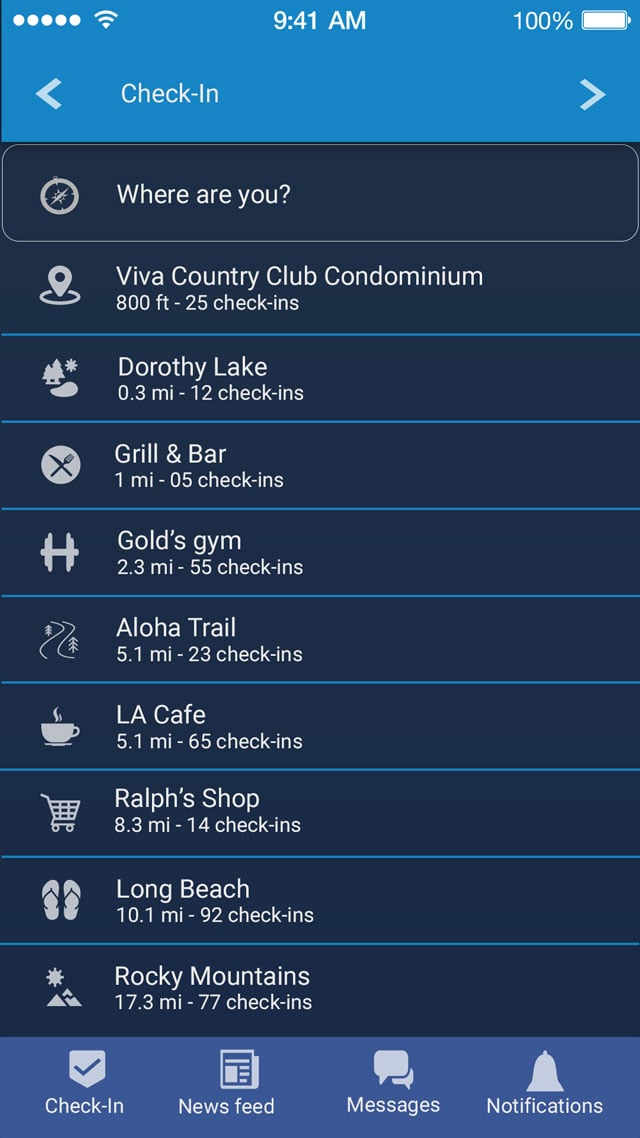 9:41 AM 100%
Check-In
Where are you?
Viva Country Club Condominium
800 ft - 25 check-ins
Dorothy Lake
0.3 mi - 12 check-ins
Grill & Bar
1 mi - 05 check-ins
Gold’s gym
2.3 mi - 55 check-ins
Aloha Trail
5.1 mi - 23 check-ins
LA Cafe
5.1 mi - 65 check-ins
Ralph’s Shop
8.3 mi - 14 check-ins
Long Beach
10.1 mi - 92 check-ins
Rocky Mountains
17.3 mi - 77 check-ins
Check-In News feed Messages Notifications